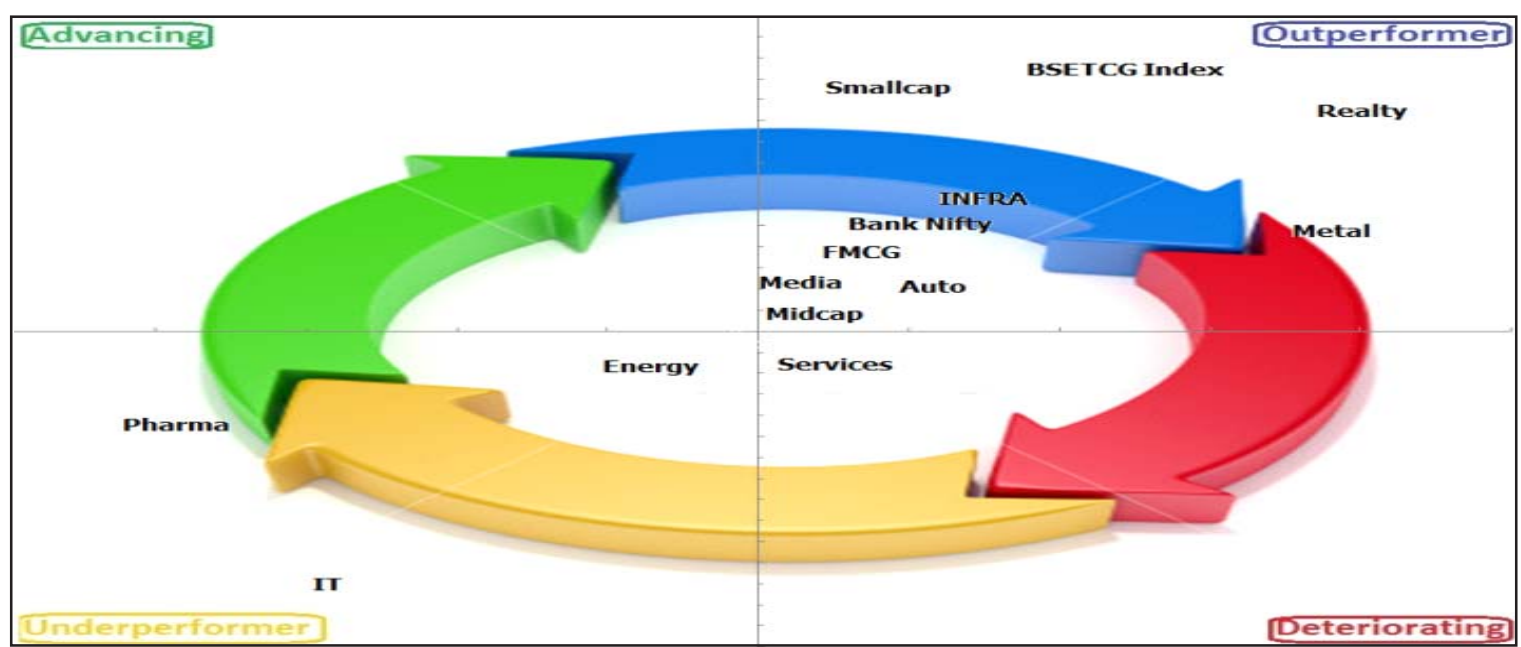 Advancing
Outperformer
BSETCG Index
Smallcap
Realty
INFRA
Bank Nifty
Metal
FMCG
Media
Auto
Midcap
Energy
Services
Pharma
IT
Underperformer
Deteriorating